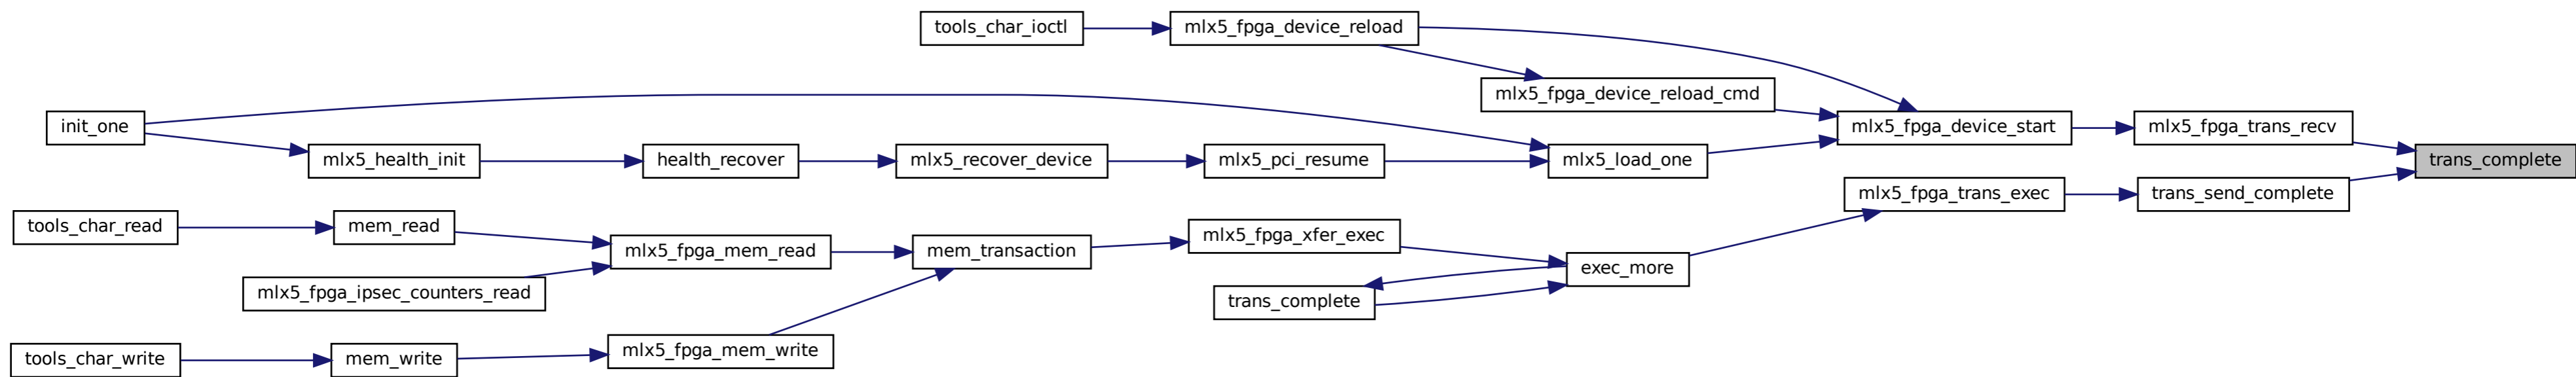 tools_char_ioctl
mlx5_fpga_device_reload
mlx5_fpga_device_reload_cmd
init_one
mlx5_fpga_device_start
mlx5_fpga_trans_recv
mlx5_health_init
health_recover
mlx5_recover_device
mlx5_pci_resume
mlx5_load_one
trans_complete
mlx5_fpga_trans_exec
trans_send_complete
tools_char_read
mem_read
mlx5_fpga_xfer_exec
mlx5_fpga_mem_read
mem_transaction
exec_more
mlx5_fpga_ipsec_counters_read
trans_complete
tools_char_write
mem_write
mlx5_fpga_mem_write